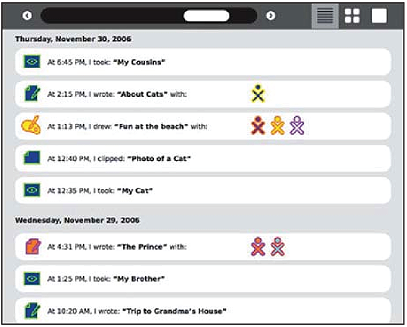 Thursday, November 30, 2006
At 6:45 PM, I took: “My Cousins”
At 2:15 PM, I wrote: “About Cats” with:
At 1:13 PM, I drew: “Fun at the beach” with:
At 12:40 PM, I clipped: “Photo of a Cat”
At 12:35 PM, I took: “My Cat”
Wednesday, November 29, 2006
At 4:31 PM, I wrote: “The Prince” with:
At 1:25 PM, I took: “My Brother”
At 10:20 AM, I wrote: “Trip to Grandma’s House”